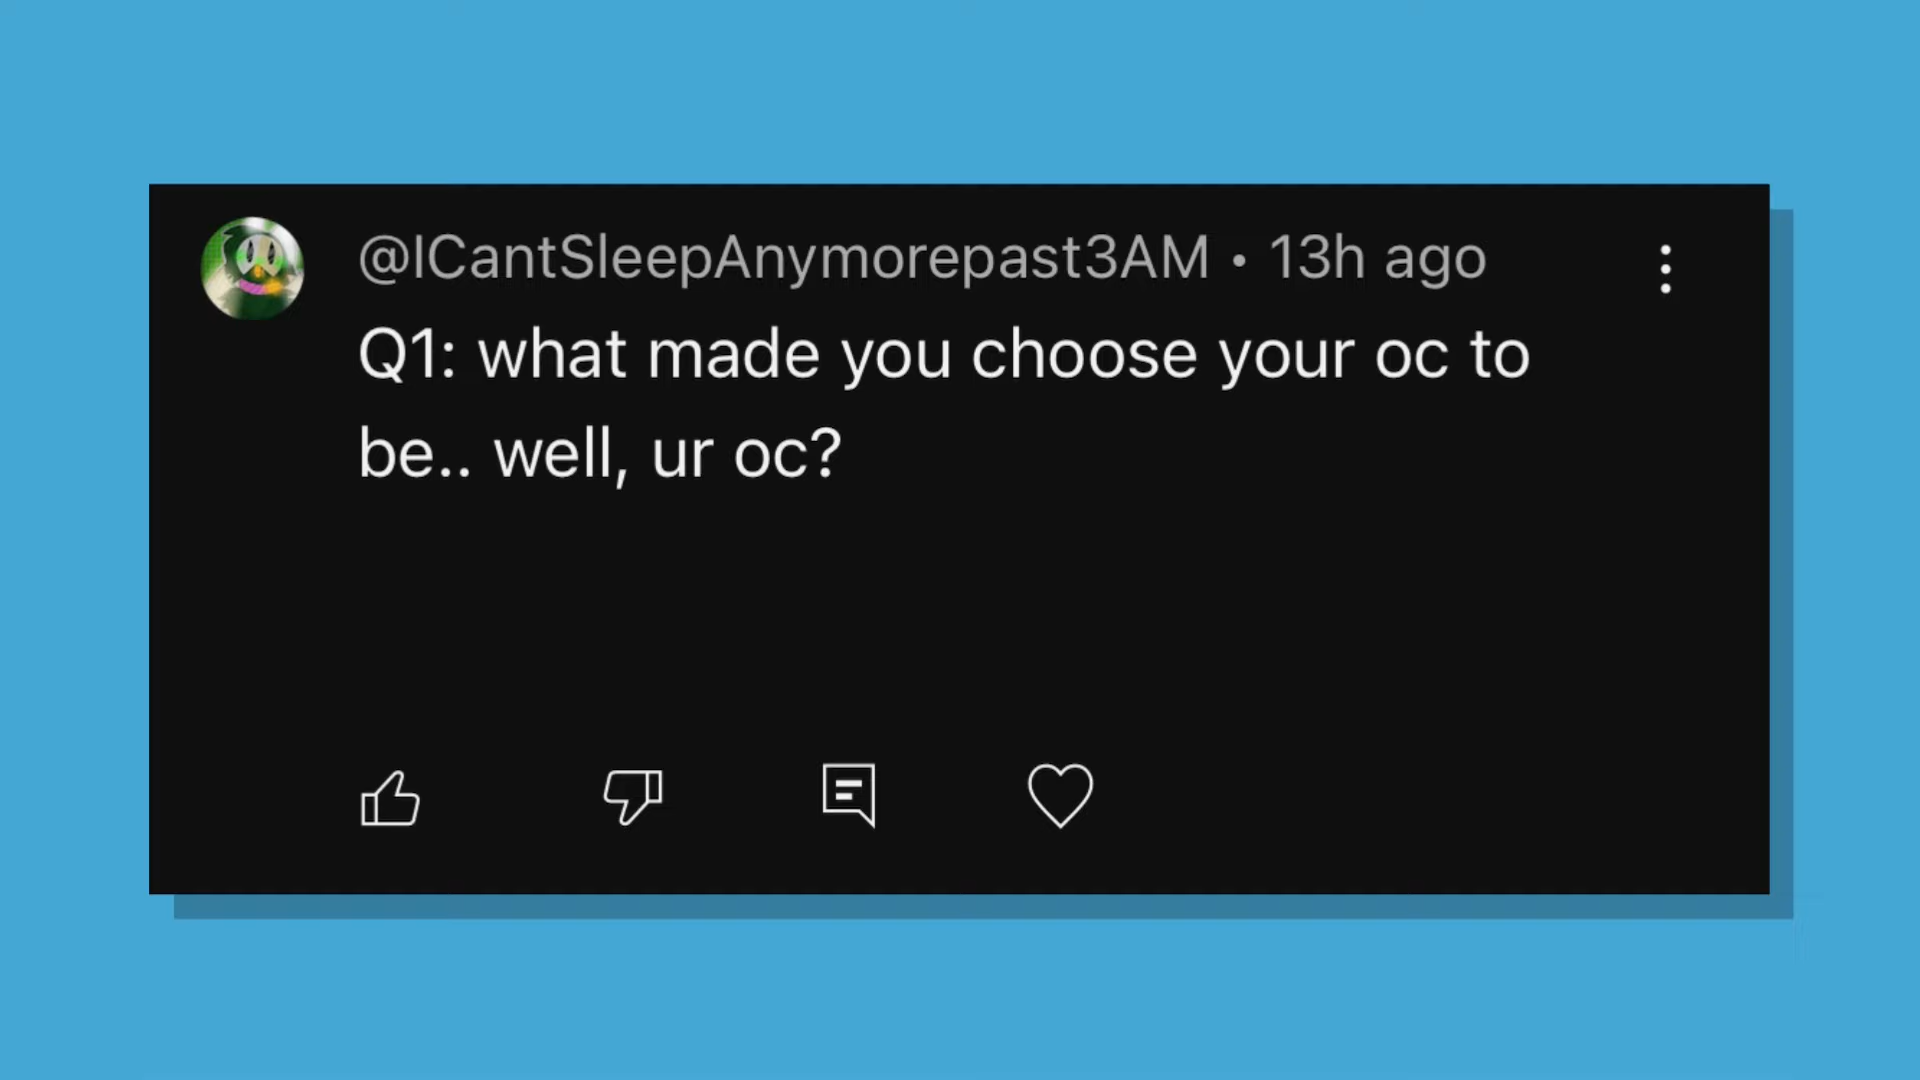 @ICantSleepAnymorepast3AM • 13h ago
Q1: what made you choose your oc to
be.. well, ur oc?